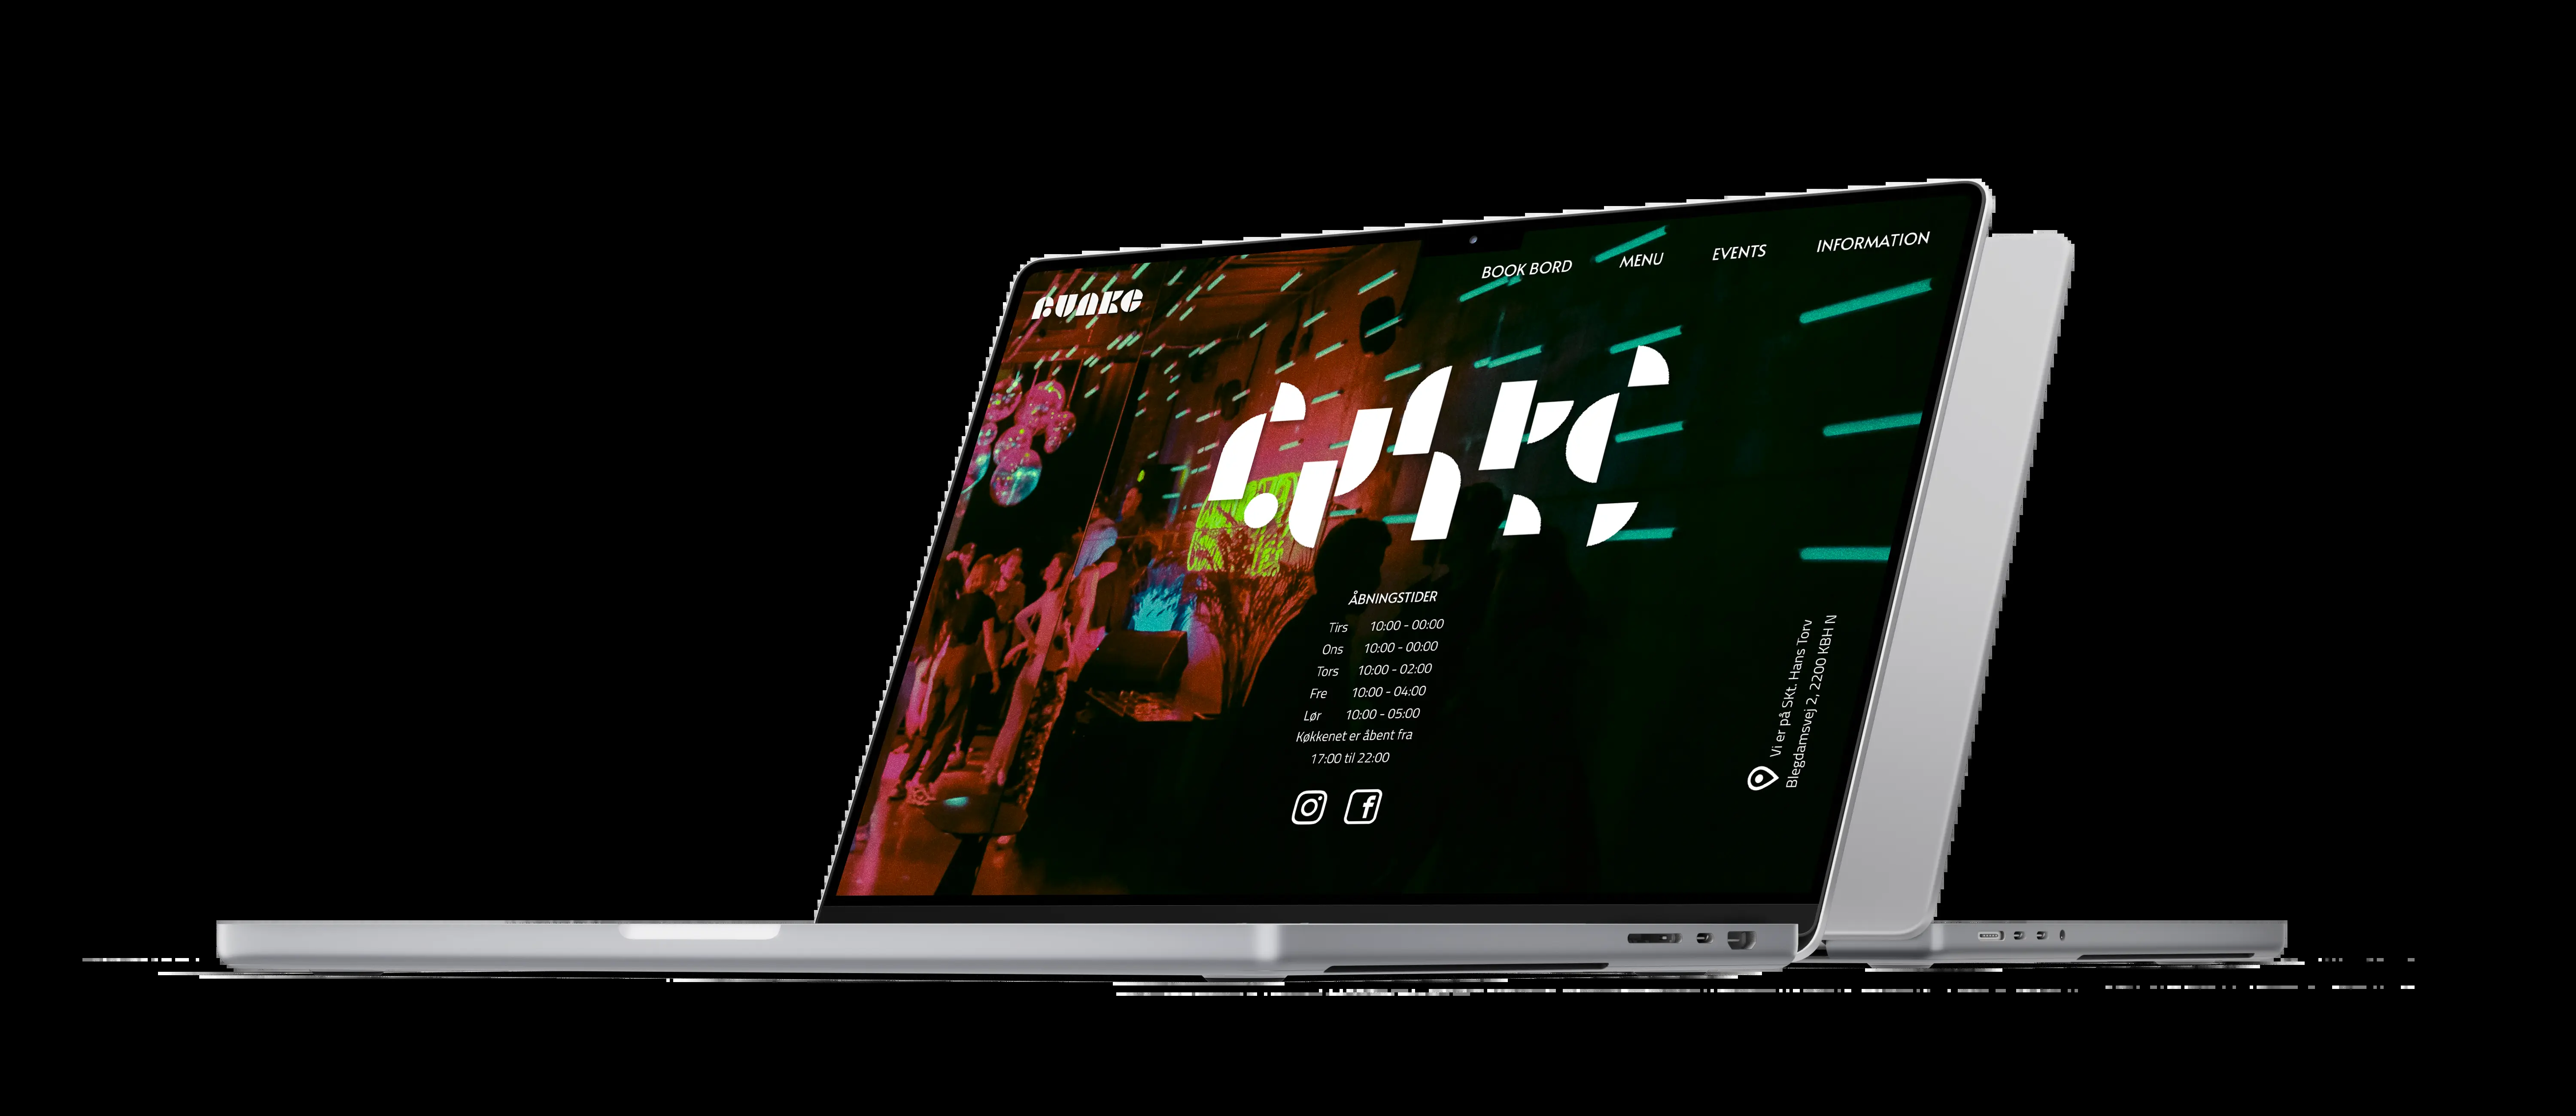 BOOK BORD
MENU
EVENTS
INFORMATION
ÅBNINGSTIDER
Tirs 10:00 - 00:00
Ons 10:00 - 00:00
Tors 10:00 - 02:00
Fre 10:00 - 04:00
Lør 10:00 - 05:00
Køkkenet er åbent fra
17:00 til 22:00
Vi er på SKt. Hans Torv
Blegdamsvej 2, 2200 KBH N